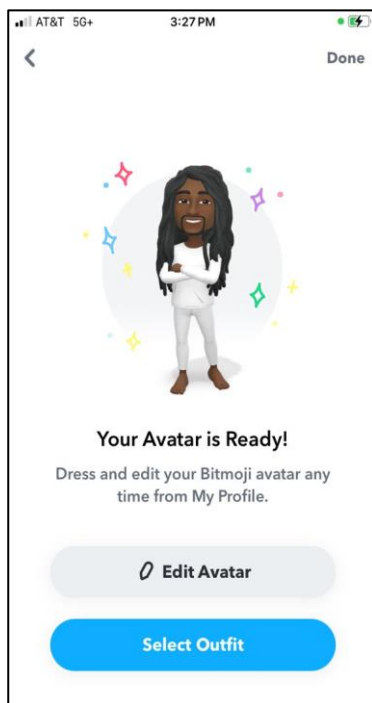 AT&T 5G+ 3:27 PM
Done
Your Avatar is Ready!
Dress and edit your Bitmoji avatar any
time from My Profile.
Edit Avatar
Select Outfit